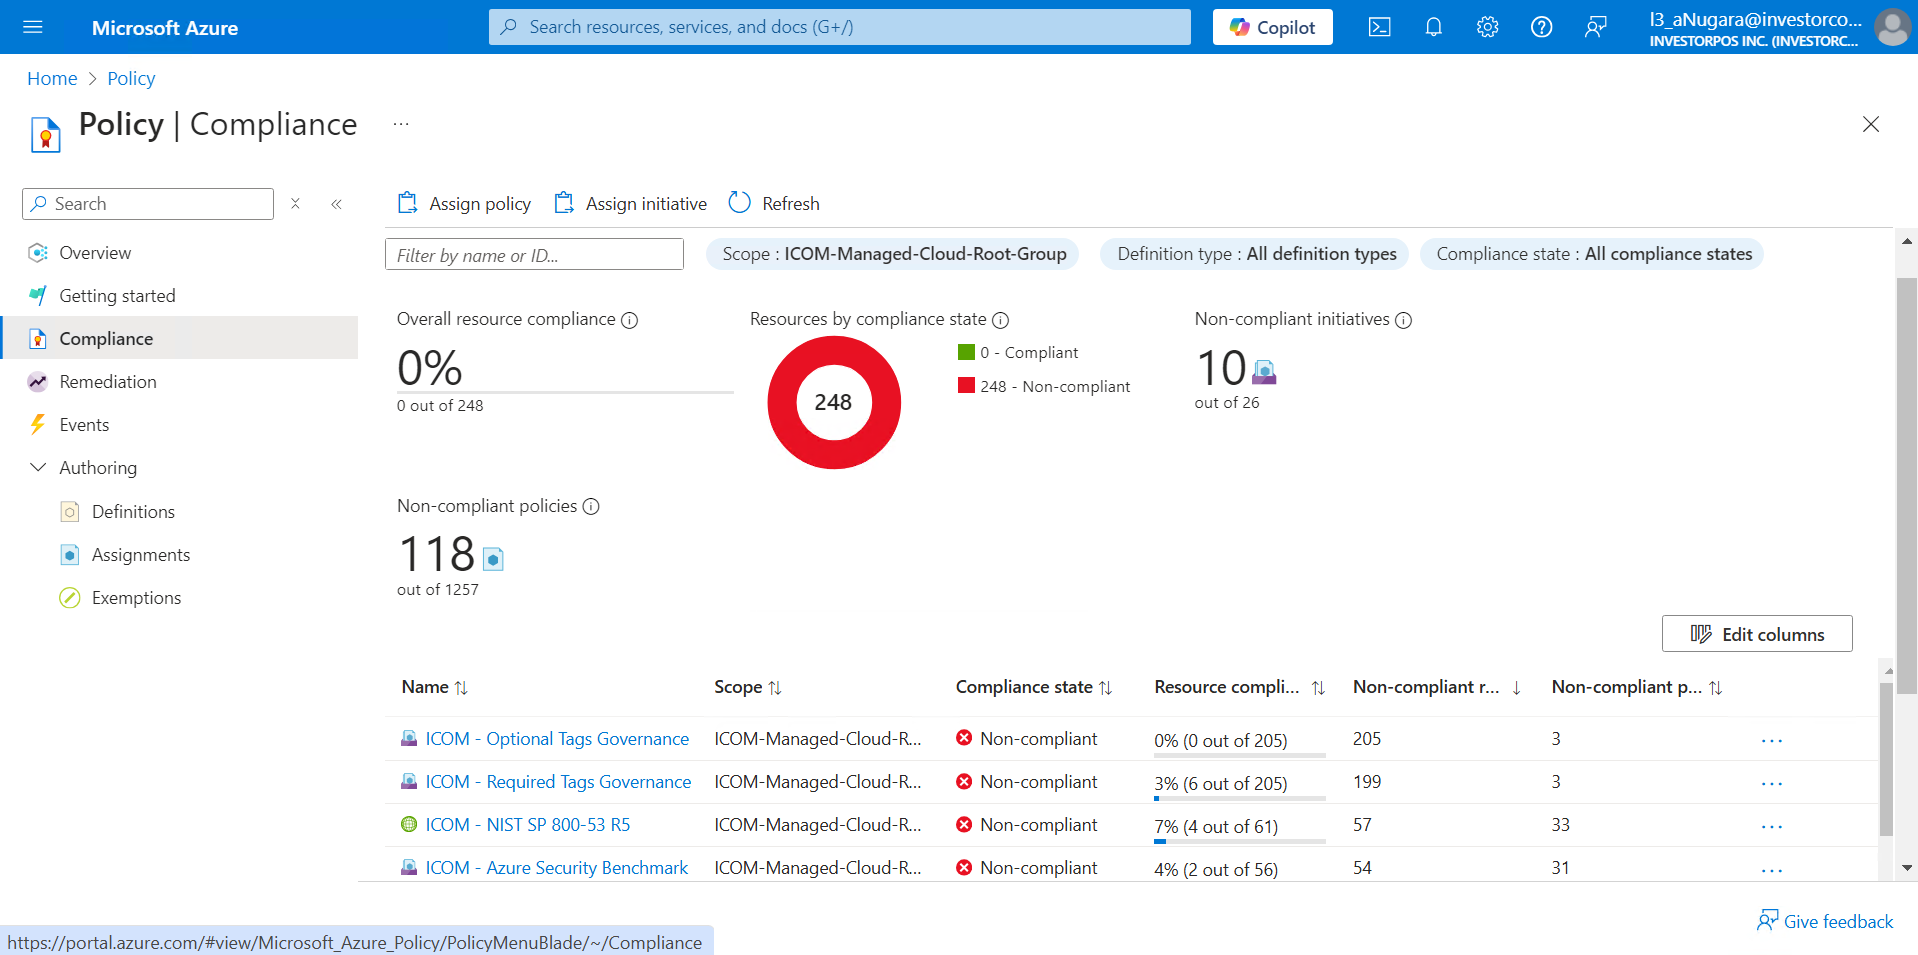 Microsoft Azure
Search resources, services, and docs (G+/)
Copilot
l3_aNugara@investorco...
INVESTORPOS INC. (INVESTORC...
Home > Policy
Policy | Compliance ...
Search
Assign policy Assign initiative Refresh
Filter by name or ID...
Scope : ICOM-Managed-Cloud-Root-Group
Definition type : All definition types
Compliance state : All compliance states
Overview
Getting started
Compliance
Remediation
Events
Authoring
Definitions
Assignments
Exemptions
Overall resource compliance
0%
0 out of 248
Resources by compliance state
248
0 - Compliant
248 - Non-compliant
Non-compliant initiatives
10
out of 26
Non-compliant policies
118
out of 1257
Edit columns
Name Scope Compliance state Resource compli... Non-compliant r... Non-compliant p...
ICOM - Optional Tags Governance ICOM-Managed-Cloud-R... Non-compliant 0% (0 out of 205) 205 3 ...
ICOM - Required Tags Governance ICOM-Managed-Cloud-R... Non-compliant 3% (6 out of 205) 199 3 ...
ICOM - NIST SP 800-53 R5 ICOM-Managed-Cloud-R... Non-compliant 7% (4 out of 61) 57 33 ...
ICOM - Azure Security Benchmark ICOM-Managed-Cloud-R... Non-compliant 4% (2 out of 56) 54 31 ...
Give feedback
https://portal.azure.com/#view/Microsoft_Azure_Policy/PolicyMenuBlade/~/Compliance